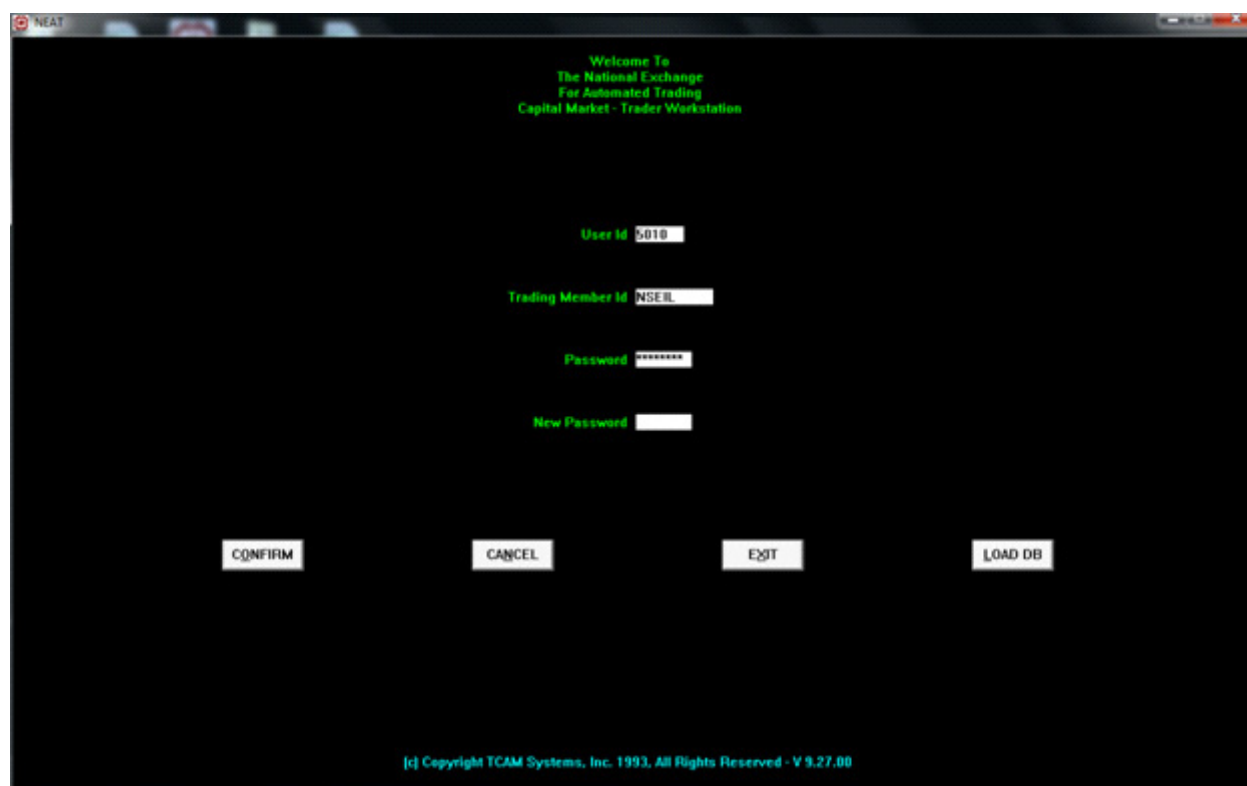 NEAT
Welcome To
The National Exchange
For Automated Trading
Capital Market - Trader Workstation
User Id 5010
Trading Member Id NSEIL
Password ********
New Password
CONFIRM CANCEL EXIT LOAD DB
(c) Copyright TCAM Systems, Inc. 1993, All Rights Reserved - V 9.27.00